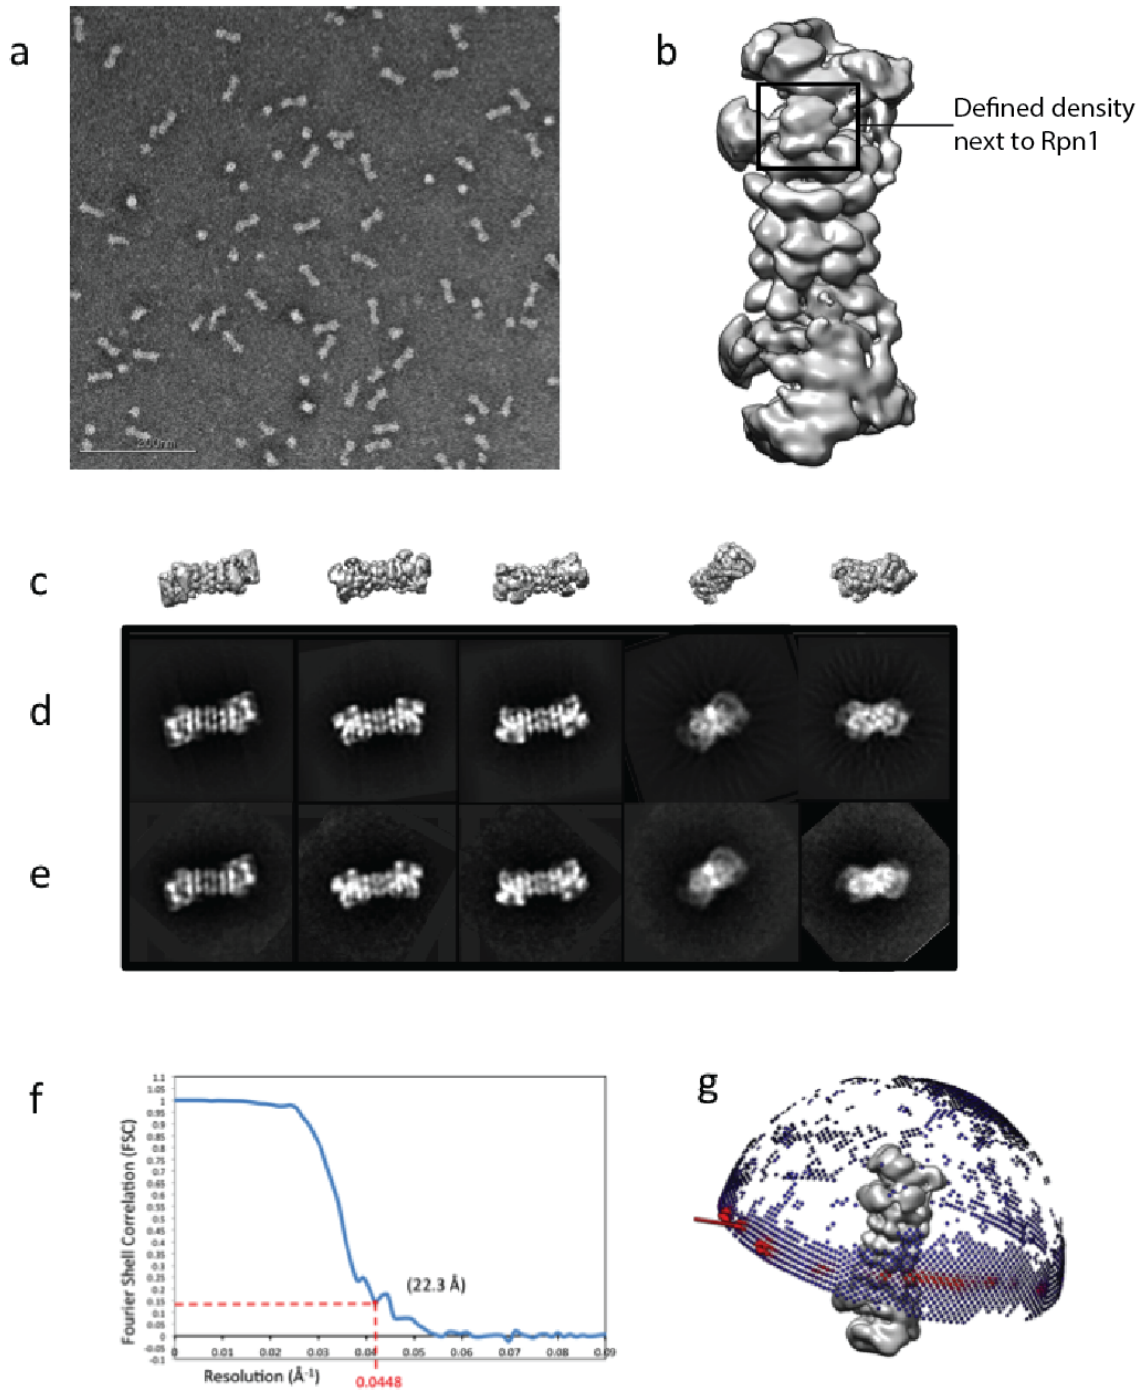 a
200nm
b
Defined density
next to Rpn1
c
d
e
f
Fourier Shell Correlation (FSC)
1.1
1.05
1
0.95
0.9
0.85
0.8
0.75
0.7
0.65
0.6
0.55
0.5
0.45
0.4
0.35
0.3
0.25
0.2
0.15
0.1
0.05
0
-0.05
-0.1
(22.3 Å)
0 0.01 0.02 0.03 0.04 0.05 0.06 0.07 0.08 0.09
Resolution (Å-1)
0.0448
g